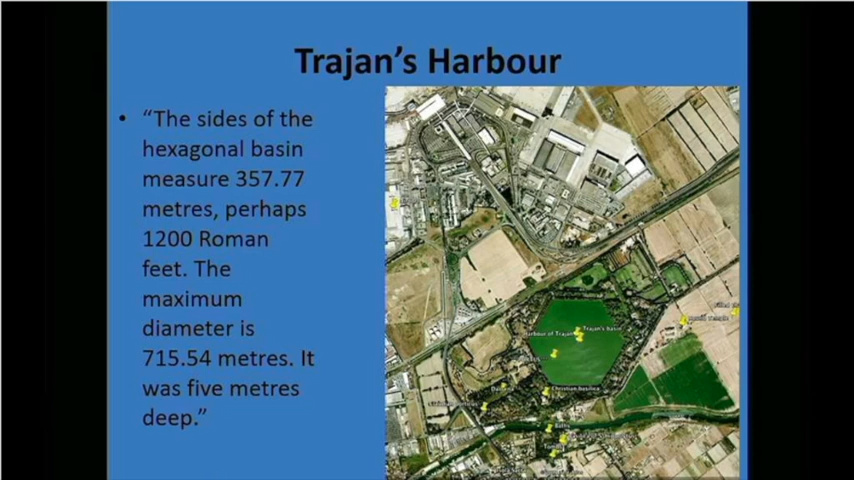 Trajan's Harbour
• “The sides of the
hexagonal basin
measure 357.77
metres, perhaps
1200 Roman
feet. The
maximum
diameter is
715.54 metres. It
was five metres
deep.”
Trajan's basin
Harbour of Trajan
Christian basilica
Baths